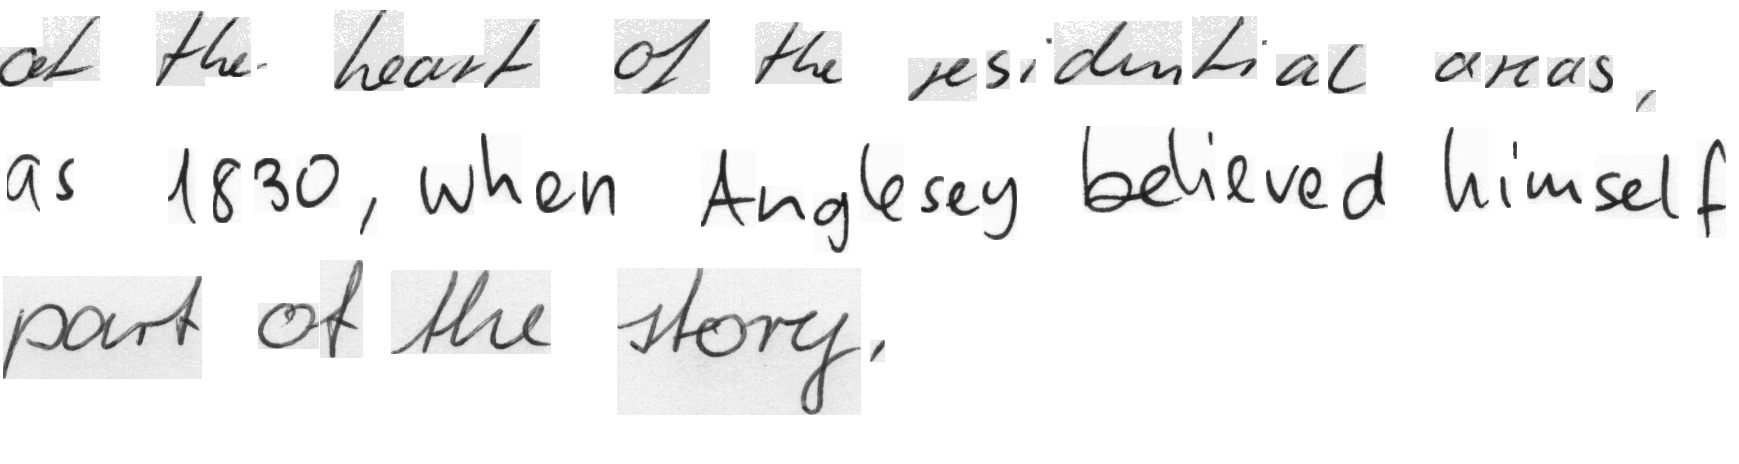 at the heart of the residential areas,
as 1830, when Anglesey believed himself
part of the story.